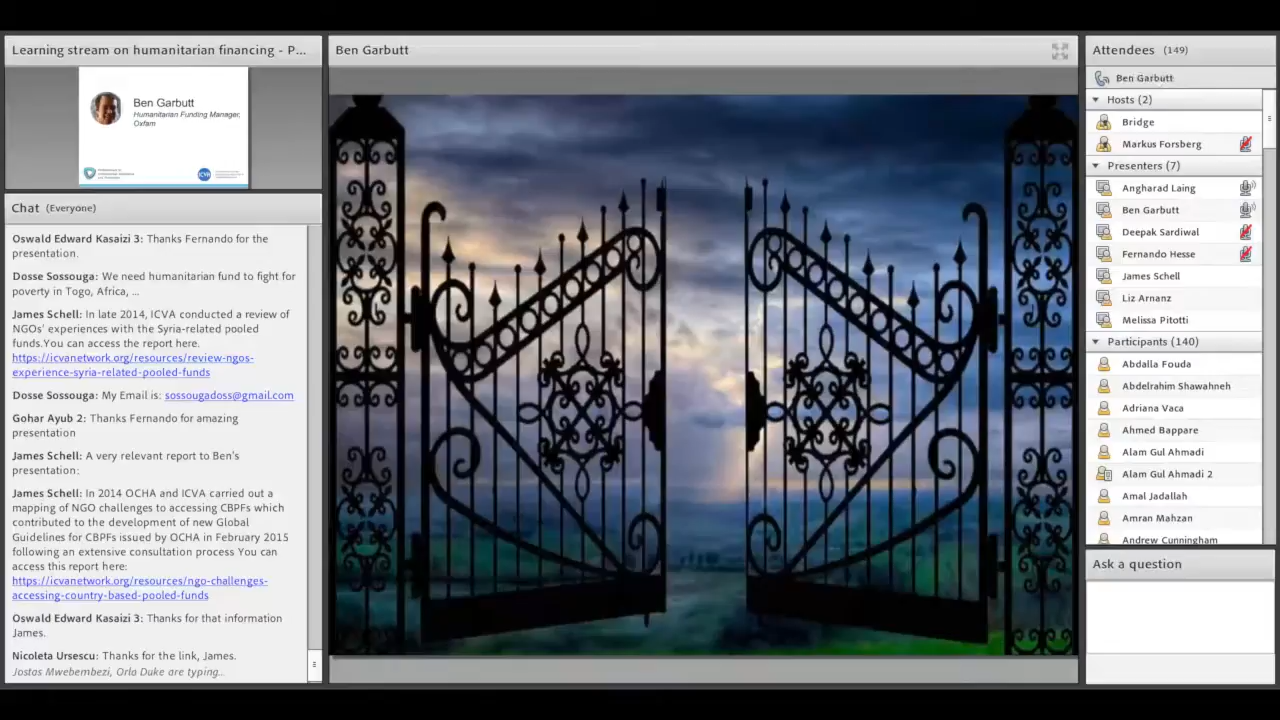 Learning stream on humanitarian financing - P...
Ben Garbutt
Humanitarian Funding Manager,
Oxfam
ICVA
Chat (Everyone)
Oswald Edward Kasaizi 3: Thanks Fernando for the
presentation.
Dosse Sossouga: We need humanitarian fund to fight for
poverty in Togo, Africa, ...
James Schell: In late 2014, ICVA conducted a review of
NGOs' experiences with the Syria-related pooled
funds.You can access the report here.
https://icvanetwork.org/resources/review-ngos-
experience-syria-related-pooled-funds
Dosse Sossouga: My Email is: sossougadoss@gmail.com
Gohar Ayub 2: Thanks Fernando for amazing
presentation
James Schell: A very relevant report to Ben's
presentation:
James Schell: In 2014 OCHA and ICVA carried out a
mapping of NGO challenges to accessing CBPFs which
contributed to the development of new Global
Guidelines for CBPFs issued by OCHA in February 2015
following an extensive consultation process You can
access this report here:
https://icvanetwork.org/resources/ngo-challenges-
accessing-country-based-pooled-funds
Oswald Edward Kasaizi 3: Thanks for that information
James.
Nicoleta Ursescu: Thanks for the link, James.
Jostas Mwebembezi, Orla Duke are typing...
Ben Garbutt
Attendees (149)
Ben Garbutt
Hosts (2)
Bridge
Markus Forsberg
Presenters (7)
Angharad Laing
Ben Garbutt
Deepak Sardiwal
Fernando Hesse
James Schell
Liz Arnanz
Melissa Pitotti
Participants (140)
Abdalla Fouda
Abdelrahim Shawahneh
Adriana Vaca
Ahmed Bappare
Alam Gul Ahmadi
Alam Gul Ahmadi 2
Amal Jadallah
Amran Mahzan
Andrew Cunningham
Ask a question